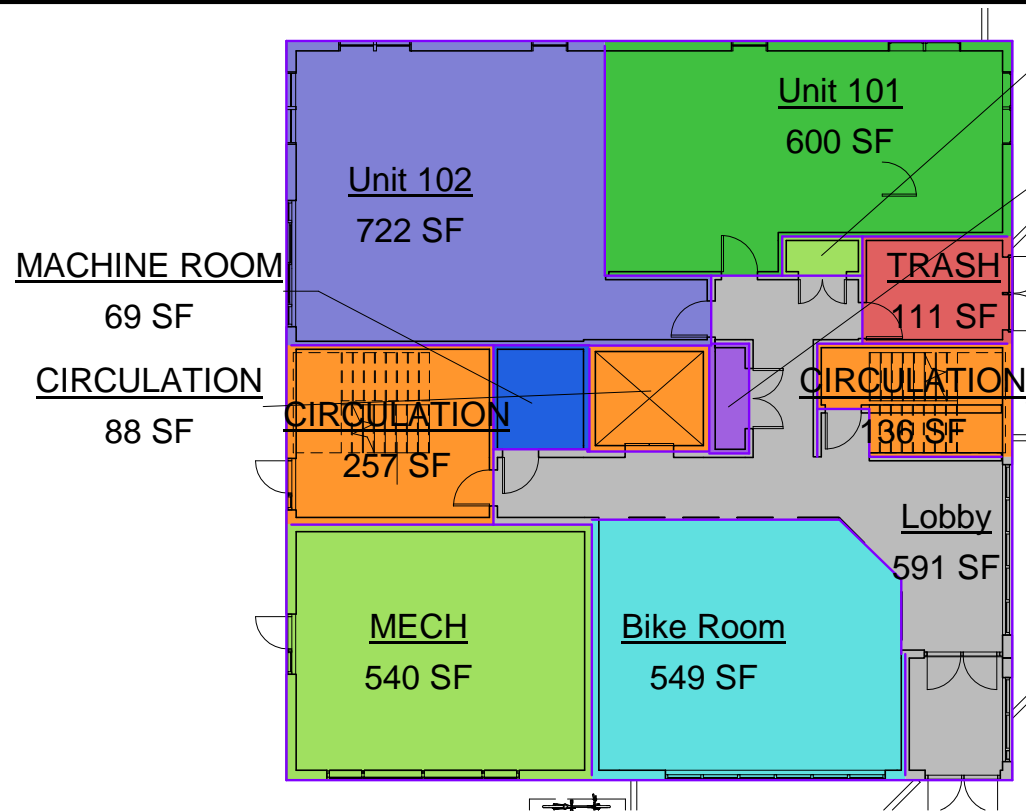 Unit 101
600 SF
Unit 102
722 SF
MACHINE ROOM
69 SF
TRASH
111 SF
CIRCULATION
88 SF
CIRCULATION
257 SF
CIRCULATION
136 SF
Lobby
591 SF
MECH
540 SF
Bike Room
549 SF